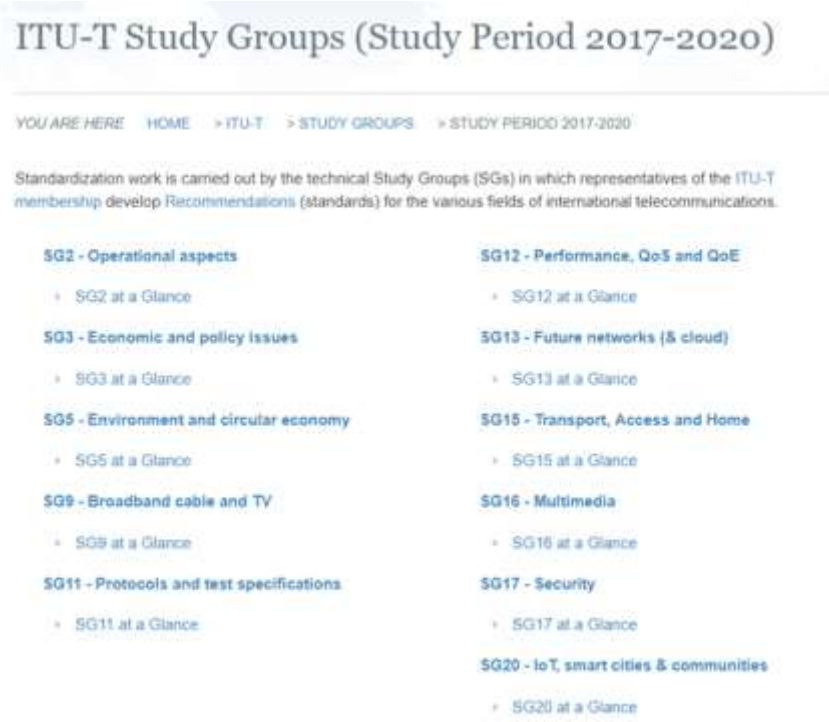 ITU-T Study Groups (Study Period 2017-2020)
YOU ARE HERE HOME > ITU-T > STUDY GROUPS > STUDY PERIOD 2017-2020
Standardization work is carried out by the technical Study Groups (SGs) in which representatives of the ITU-T
membership develop Recommendations (standards) for the various fields of international telecommunications.
SG2 - Operational aspects
SG2 at a Glance
SG3 - Economic and policy issues
SG3 at a Glance
SG5 - Environment and circular economy
SG5 at a Glance
SG9 - Broadband cable and TV
SG9 at a Glance
SG11 - Protocols and test specifications
SG11 at a Glance
SG12 - Performance, QoS and QoE
SG12 at a Glance
SG13 - Future networks (& cloud)
SG13 at a Glance
SG15 - Transport, Access and Home
SG15 at a Glance
SG16 - Multimedia
SG16 at a Glance
SG17 - Security
SG17 at a Glance
SG20 - IoT, smart cities & communities
SG20 at a Glance